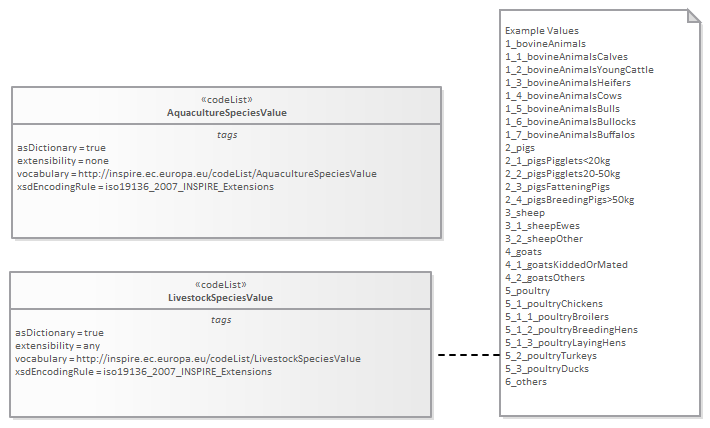 «codeList»
AquacultureSpeciesValue
tags
asDictionary = true
extensibility = none
vocabulary = http://inspire.ec.europa.eu/codeList/AquacultureSpeciesValue
xsdEncodingRule = iso19136_2007_INSPIRE_Extensions
«codeList»
LivestockSpeciesValue
tags
asDictionary = true
extensibility = any
vocabulary = http://inspire.ec.europa.eu/codeList/LivestockSpeciesValue
xsdEncodingRule = iso19136_2007_INSPIRE_Extensions
Example Values
1_bovineAnimals
1_1_bovineAnimalsCalves
1_2_bovineAnimalsYoungCattle
1_3_bovineAnimalsHeifers
1_4_bovineAnimalsCows
1_5_bovineAnimalsBulls
1_6_bovineAnimalsBullocks
1_7_bovineAnimalsBuffalos
2_pigs
2_1_pigsPigglets<20kg
2_2_pigsPigglets20-50kg
2_3_pigsFatteningPigs
2_4_pigsBreedingPigs>50kg
3_sheep
3_1_sheepEwes
3_2_sheepOther
4_goats
4_1_goatsKiddedOrMated
4_2_goatsOthers
5_poultry
5_1_poultryChickens
5_1_1_poultryBroilers
5_1_2_poultryBreedingHens
5_1_3_poultryLayingHens
5_2_poultryTurkeys
5_3_poultryDucks
6_others